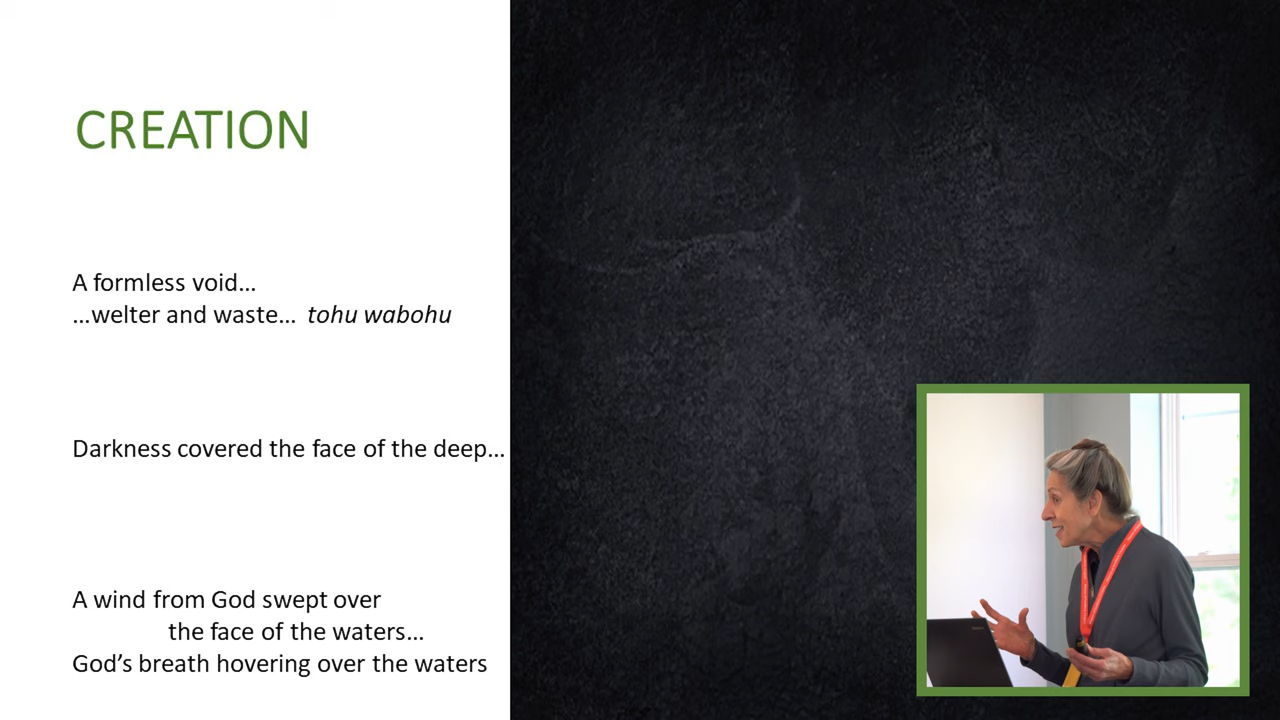 CREATION
A formless void...
...welter and waste... tohu wabohu
Darkness covered the face of the deep...
A wind from God swept over
the face of the waters...
God's breath hovering over the waters